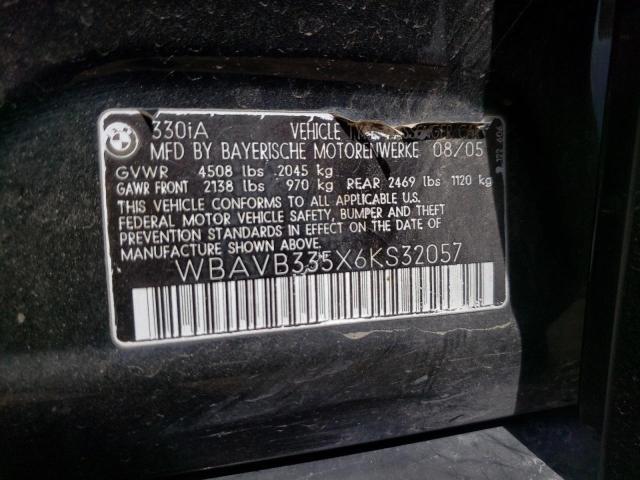 BMW
330iA VEHICLE
MFD BY BAYERISCHE MOTORENWERKE 08/05
GVWR 4508 lbs 2045 kg
GAWR FRONT 2138 lbs 970 kg REAR 2469 lbs 1120 kg
THIS VEHICLE CONFORMS TO ALL APPLICABLE U.S.
FEDERAL MOTOR VEHICLE SAFETY, BUMPER AND THEFT
PREVENTION STANDARDS IN EFFECT ON THE DATE OF
MANUFACTURE SHOWN ABOVE.
WBAVB335X6KS32057